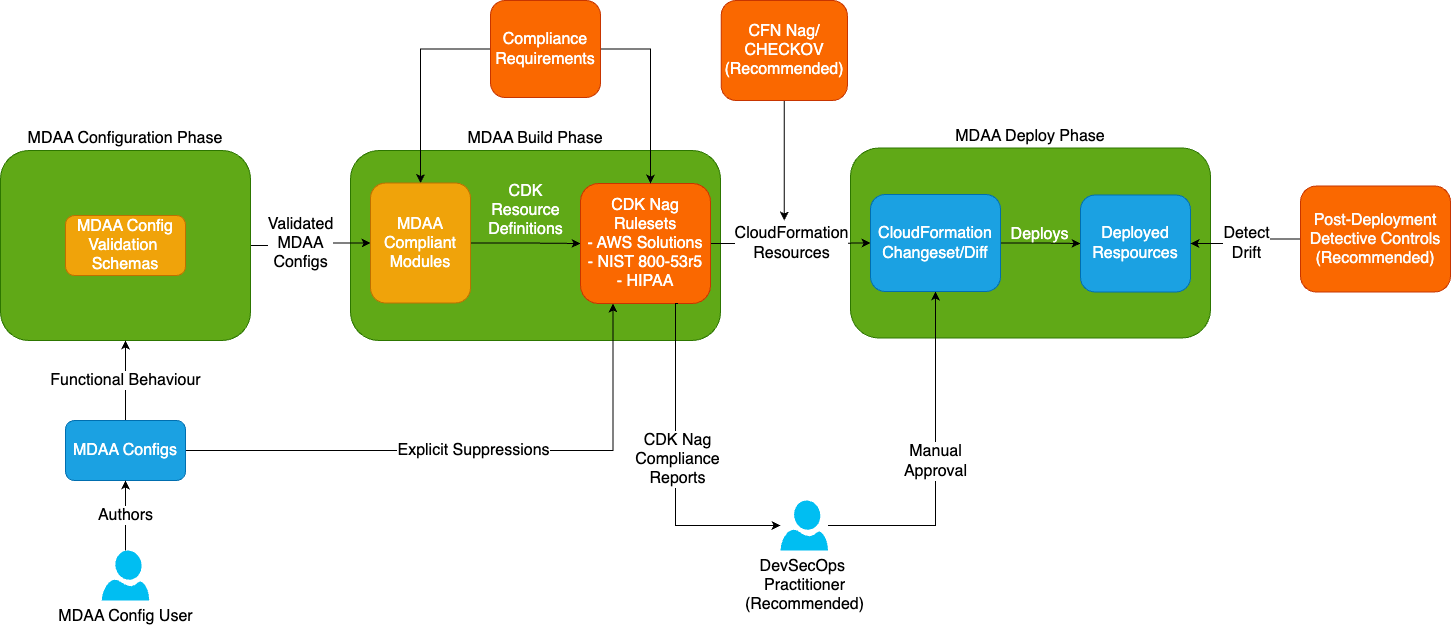 Compliance
Requirements
CFN Nag/
CHECKOV
(Recommended)
MDAA Configuration Phase
MDAA Build Phase
MDAA Deploy Phase
MDAA Config
Validation
Schemas
Validated
MDAA
Configs
MDAA
Compliant
Modules
CDK
Resource
Definitions
CDK Nag
Rulesets
- AWS Solutions
- NIST 800-53r5
- HIPAA
CloudFormation
Resources
CloudFormation
Changeset/Diff
Deploys
Deployed
Respources
Detect
Drift
Post-Deployment
Detective Controls
(Recommended)
Functional Behaviour
MDAA Configs
Explicit Suppressions
CDK Nag
Compliance
Reports
Manual
Approval
Authors
MDAA Config User
DevSecOps
Practitioner
(Recommended)